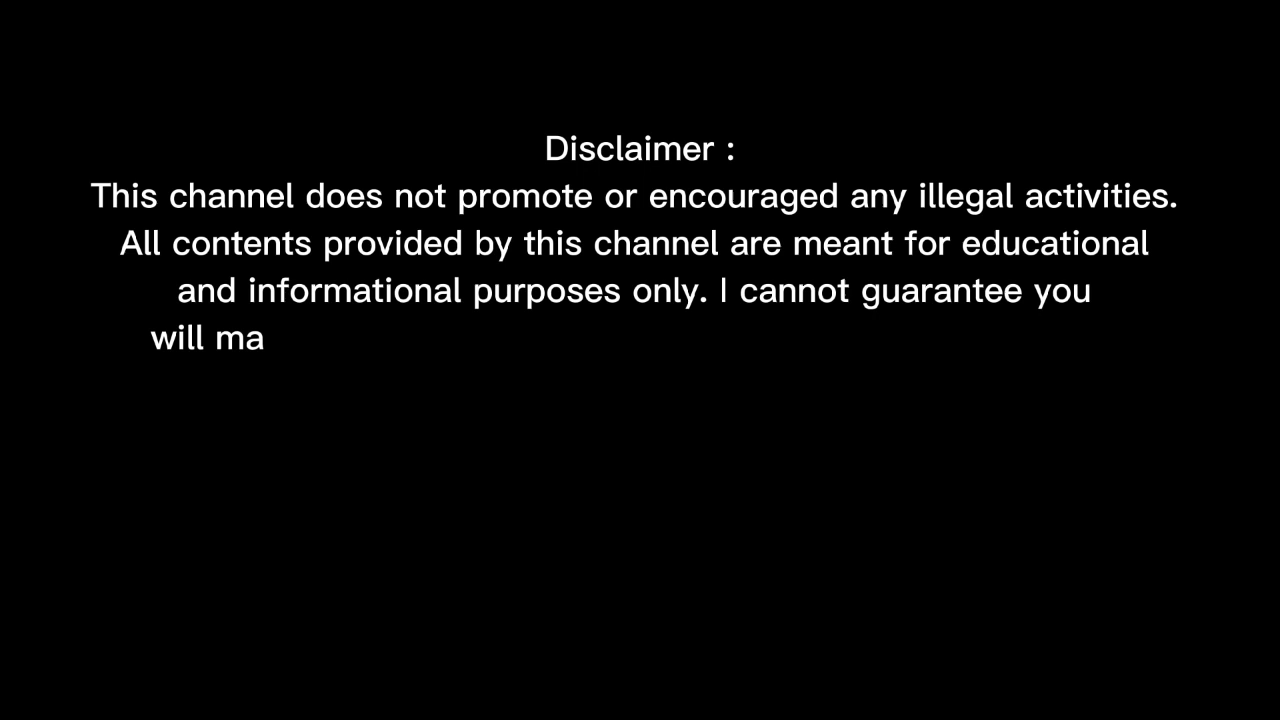 Disclaimer :
This channel does not promote or encouraged any illegal activities.
All contents provided by this channel are meant for educational
and informational purposes only. I cannot guarantee you
will ma